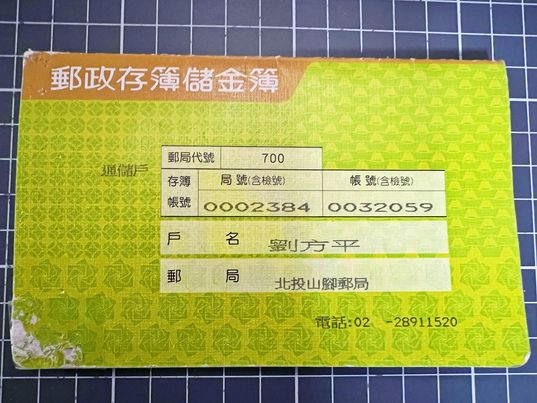 郵政存簿儲金簿
通儲戶
郵局代號 700
存簿帳號 局號(含檢號) 帳號(含檢號)
0002384 0032059
戶名 劉方平
郵局 北投山腳郵局
電話:02 -28911520